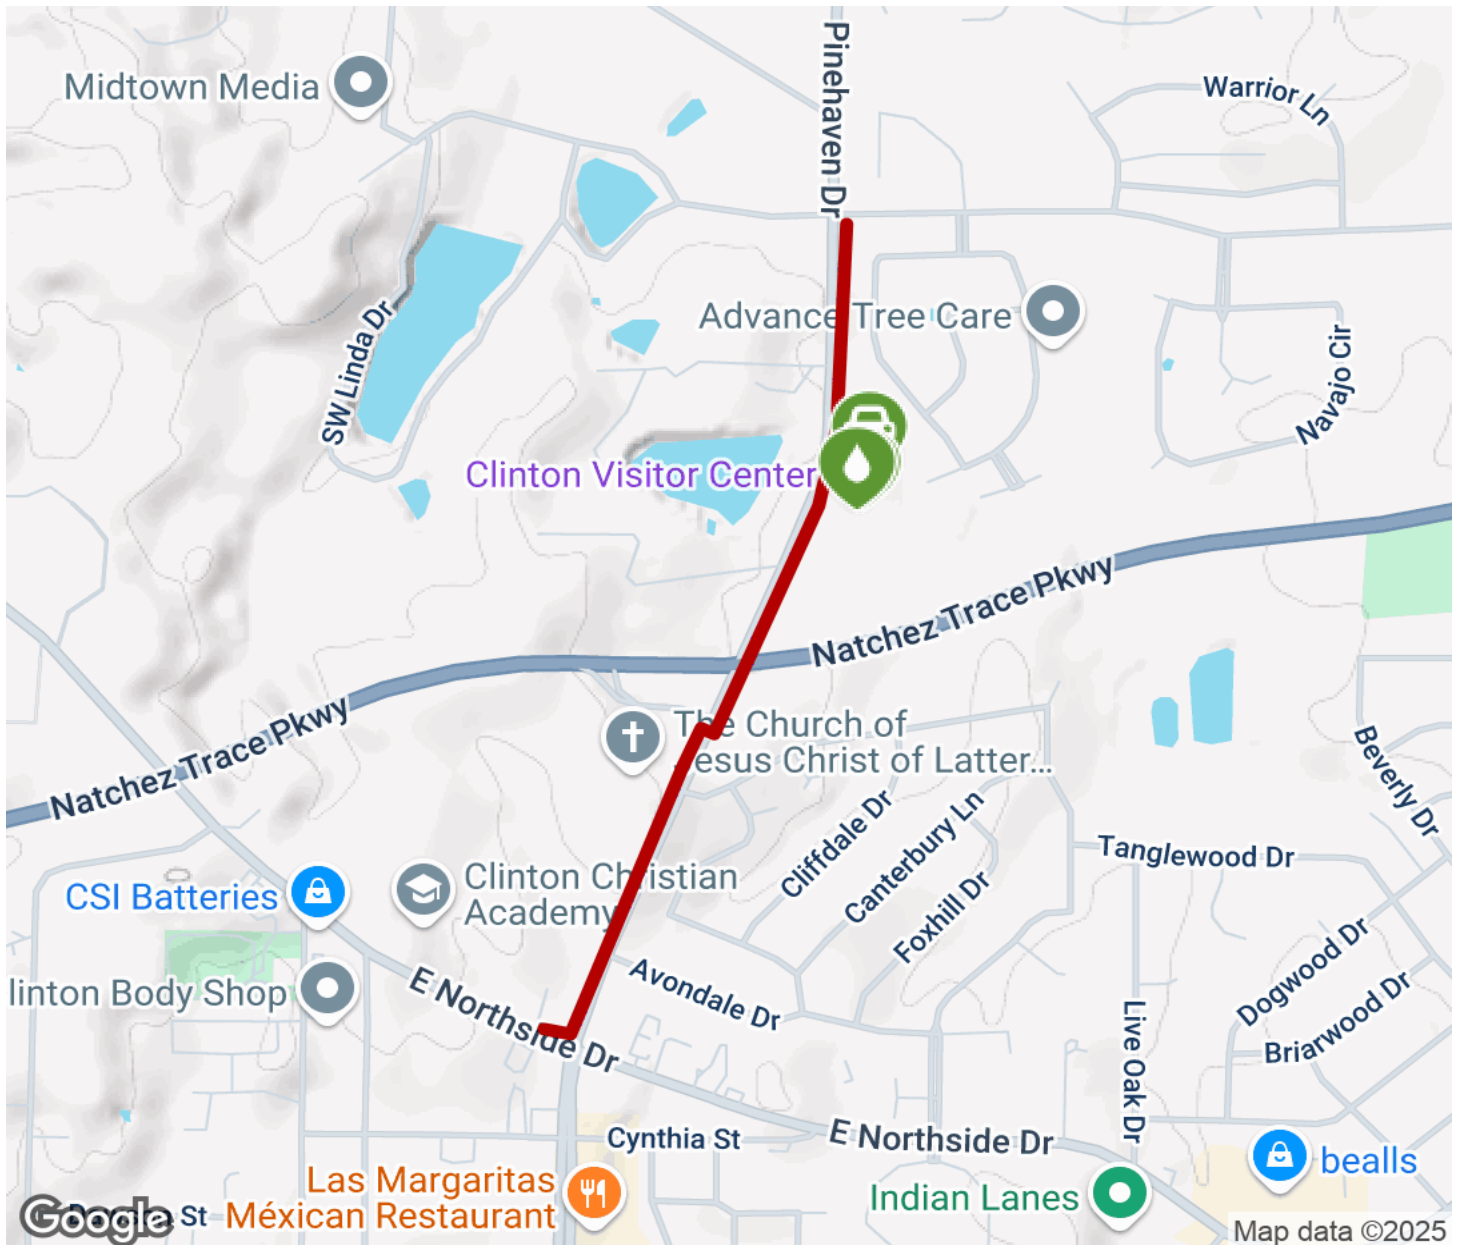 Pinehaven Dr
Midtown Media
Warrior Ln
Advance Tree Care
SW Linda Dr
Navajo Cir
Clinton Visitor Center
Natchez Trace Pkwy
Natchez Trace Pkwy
The Church of
Jesus Christ of Latter...
Beverly Dr
Cliffdale Dr
Canterbury Ln
Tanglewood Dr
Foxhill Dr
CSI Batteries
Clinton Christian
Academy
E Northside Dr
Avondale Dr
linton Body Shop
Dogwood Dr
Briarwood Dr
Live Oak Dr
Cynthia St
E Northside Dr
bealls
Las Margaritas
Méxican Restaurant
Indian Lanes
St
Google
Map data ©2025